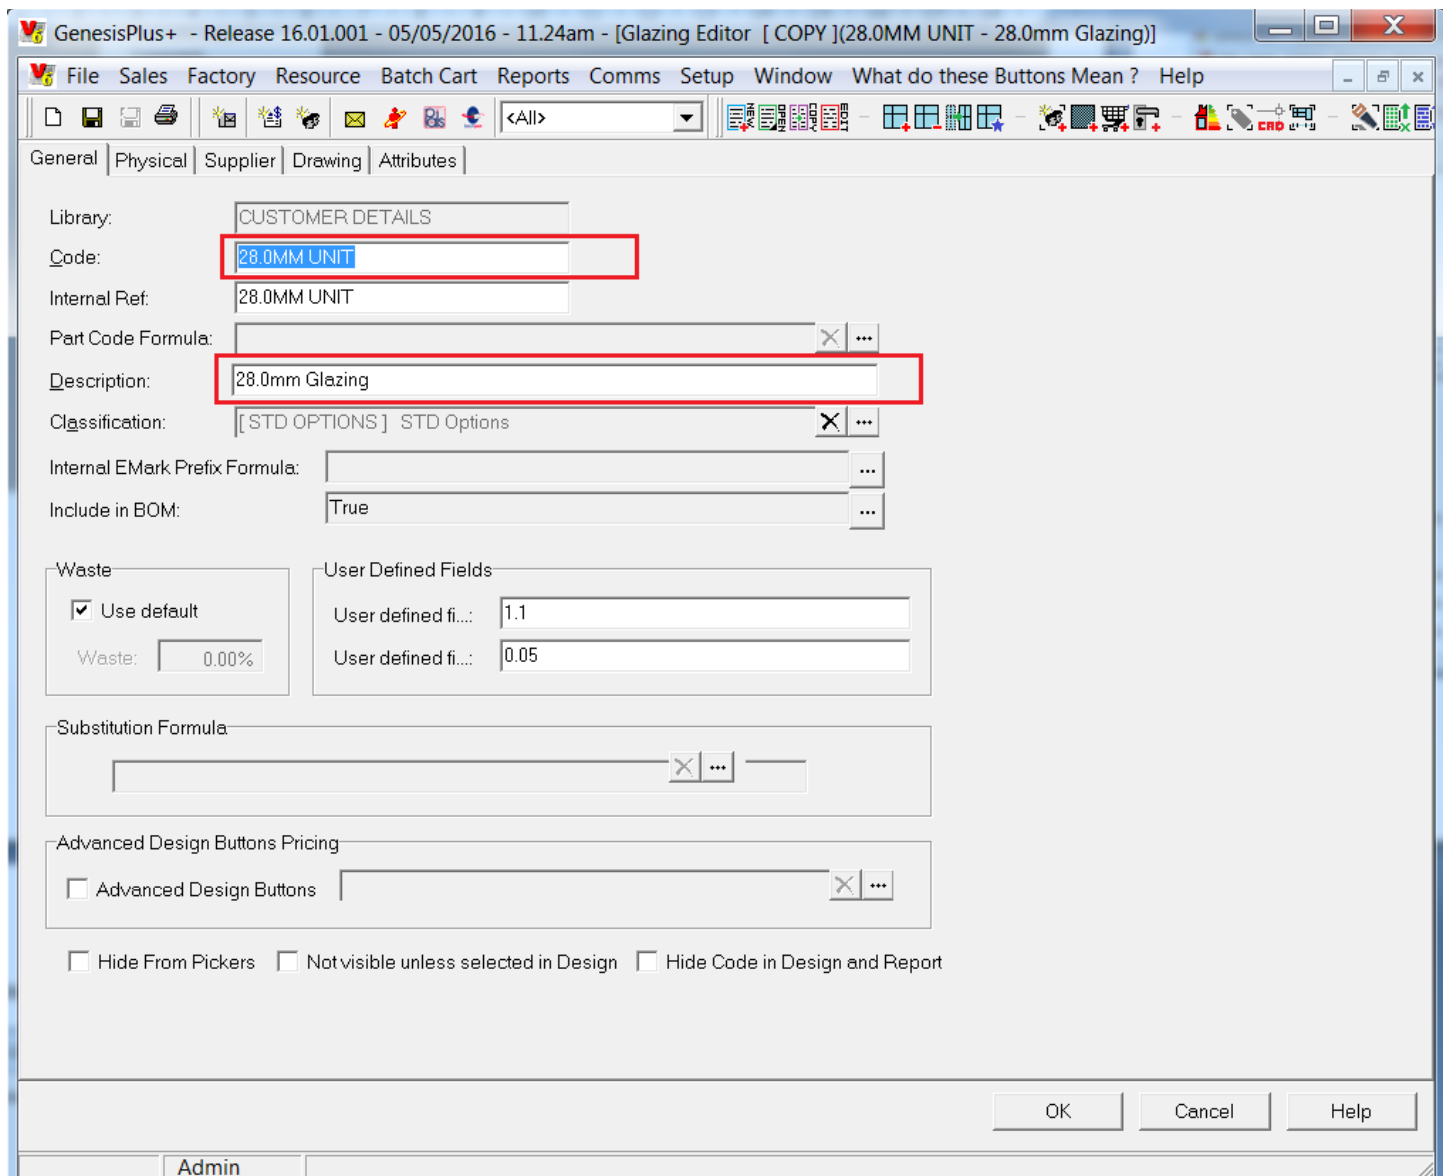 GenesisPlus+ - Release 16.01.001 - 05/05/2016 - 11.24am - [Glazing Editor [ COPY ](28.0MM UNIT - 28.0mm Glazing)]
File Sales Factory Resource Batch Cart Reports Comms Setup Window What do these Buttons Mean ? Help
<All>
General Physical Supplier Drawing Attributes
Library: CUSTOMER DETAILS
Code: 28.0MM UNIT
Internal Ref: 28.0MM UNIT
Part Code Formula: ...
Description: 28.0mm Glazing
Classification: [ STD OPTIONS ] STD Options ...
Internal EMark Prefix Formula: ...
Include in BOM: True ...
Waste
Use default
Waste: 0.00%
User Defined Fields
User defined fi...: 1.1
User defined fi...: 0.05
Substitution Formula
...
Advanced Design Buttons Pricing
Advanced Design Buttons ...
Hide From Pickers Not visible unless selected in Design Hide Code in Design and Report
OK Cancel Help
Admin